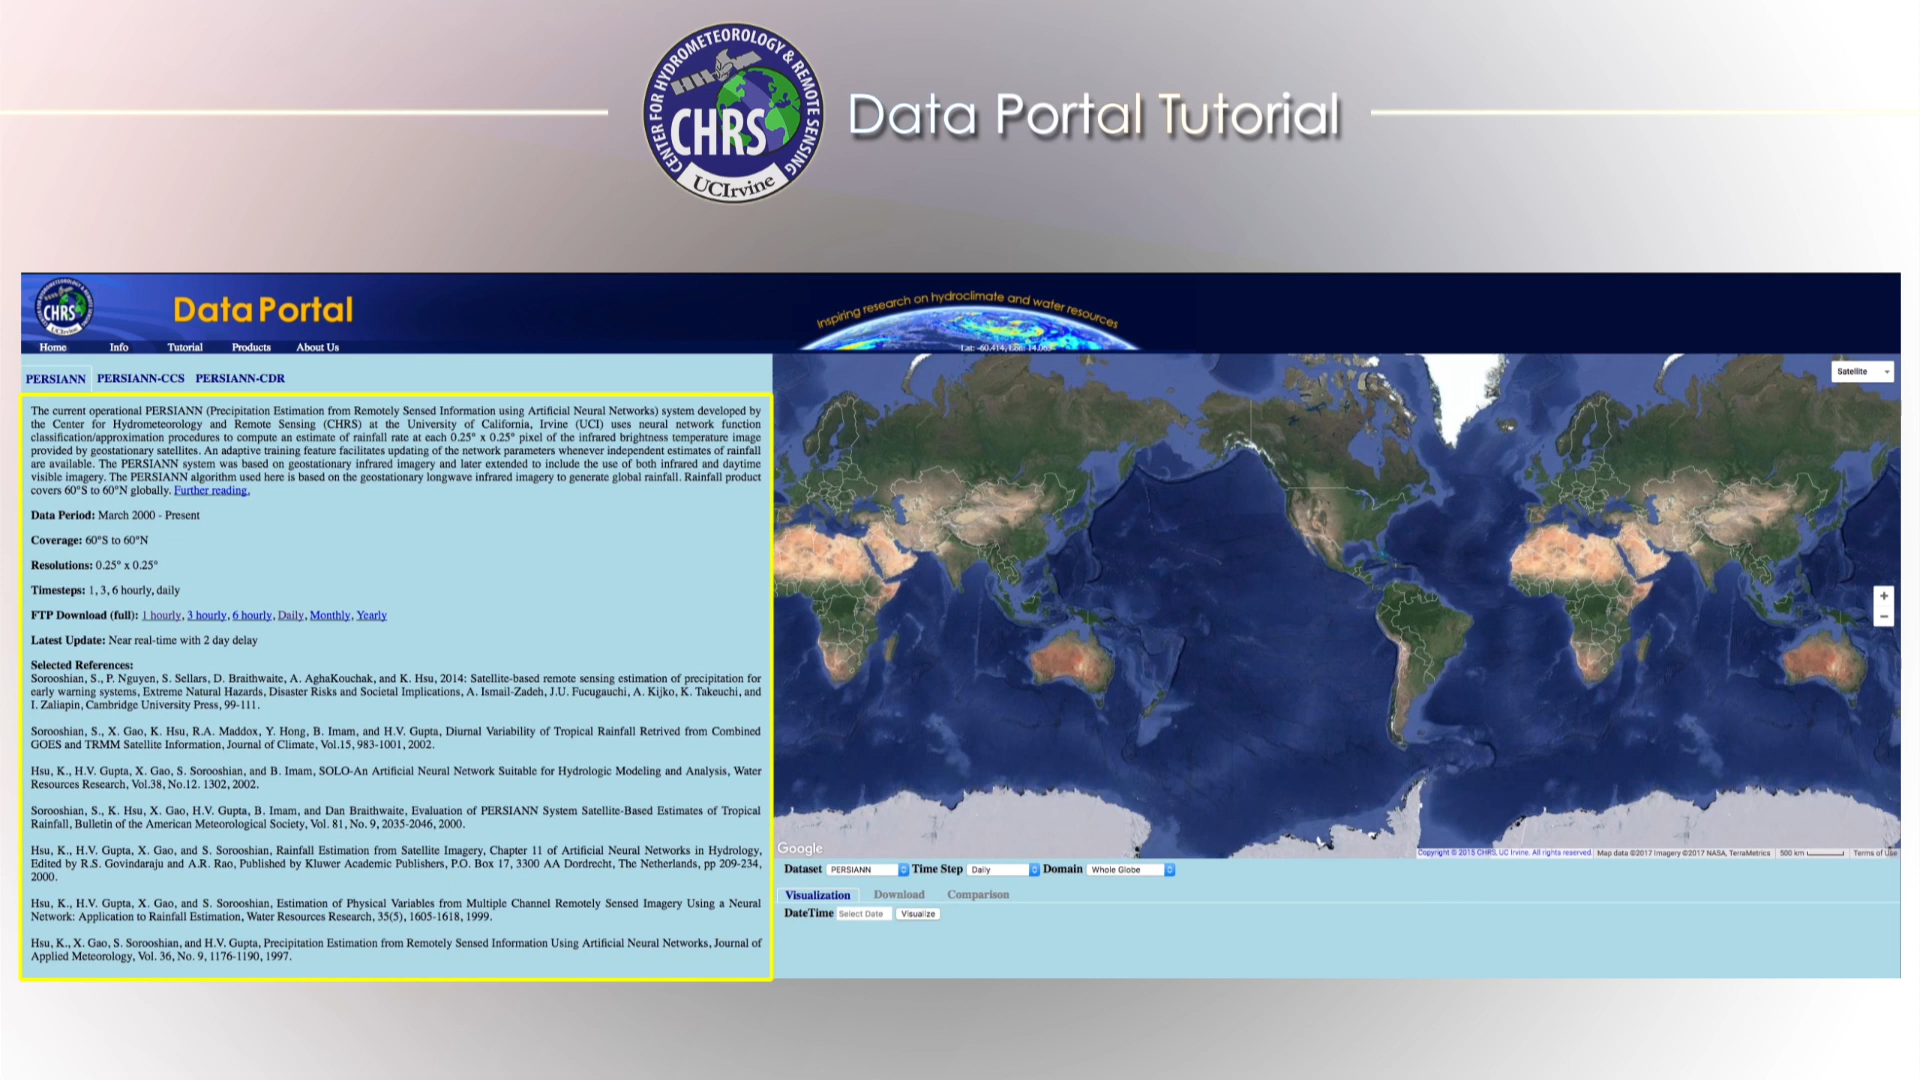 CENTER FOR HYDROMETEOROLOGY & REMOTE SENSING
CHRS
UCIrvine
Data Portal Tutorial
CHRS
Data Portal
Inspiring research on hydroclimate and water resources
Home Info Tutorial Products About Us
PERSIANN PERSIANN-CCS PERSIANN-CDR
Satellite
The current operational PERSIANN (Precipitation Estimation from Remotely Sensed Information using Artificial Neural Networks) system developed by
the Center for Hydrometeorology and Remote Sensing (CHRS) at the University of California, Irvine (UCI) uses neural network function
classification/approximation procedures to compute an estimate of rainfall rate at each 0.25° x 0.25° pixel of the infrared brightness temperature image
provided by geostationary satellites. An adaptive training feature facilitates updating of the network parameters whenever independent estimates of rainfall
are available. The PERSIANN system was based on geostationary infrared imagery and later extended to include the use of both infrared and daytime
visible imagery. The PERSIANN algorithm used here is based on the geostationary longwave infrared imagery to generate global rainfall. Rainfall product
covers 60°S to 60°N globally. Further reading.
Data Period: March 2000 - Present
Coverage: 60°S to 60°N
Resolutions: 0.25° x 0.25°
Timesteps: 1, 3, 6 hourly, daily
FTP Download (full): 1 hourly, 3 hourly, 6 hourly, Daily, Monthly, Yearly
Latest Update: Near real-time with 2 day delay
Selected References:
Sorooshian, S., P. Nguyen, S. Sellars, D. Braithwaite, A. AghaKouchak, and K. Hsu, 2014: Satellite-based remote sensing estimation of precipitation for
early warning systems, Extreme Natural Hazards, Disaster Risks and Societal Implications, A. Ismail-Zadeh, J.U. Fucugauchi, A. Kijko, K. Takeuchi, and
I. Zaliapin, Cambridge University Press, 99-111.
Sorooshian, S., X. Gao, K. Hsu, R.A. Maddox, Y. Hong, B. Imam, and H.V. Gupta, Diurnal Variability of Tropical Rainfall Retrived from Combined
GOES and TRMM Satellite Information, Journal of Climate, Vol.15, 983-1001, 2002.
Hsu, K., H.V. Gupta, X. Gao, S. Sorooshian, and B. Imam, SOLO-An Artificial Neural Network Suitable for Hydrologic Modeling and Analysis, Water
Resources Research, Vol.38, No.12. 1302, 2002.
Sorooshian, S., K. Hsu, X. Gao, H.V. Gupta, B. Imam, and Dan Braithwaite, Evaluation of PERSIANN System Satellite-Based Estimates of Tropical
Rainfall, Bulletin of the American Meteorological Society, Vol. 81, No. 9, 2035-2046, 2000.
Hsu, K., H.V. Gupta, X. Gao, and S. Sorooshian, Rainfall Estimation from Satellite Imagery, Chapter 11 of Artificial Neural Networks in Hydrology,
Edited by R.S. Govindaraju and A.R. Rao, Published by Kluwer Academic Publishers, P.O. Box 17, 3300 AA Dordrecht, The Netherlands, pp 209-234,
2000.
Hsu, K., H.V. Gupta, X. Gao, and S. Sorooshian, Estimation of Physical Variables from Multiple Channel Remotely Sensed Imagery Using a Neural
Network: Application to Rainfall Estimation, Water Resources Research, 35(5), 1605-1618, 1999.
Hsu, K., X. Gao, S. Sorooshian, and H.V. Gupta, Precipitation Estimation from Remotely Sensed Information Using Artificial Neural Networks, Journal of
Applied Meteorology, Vol. 36, No. 9, 1176-1190, 1997.
+
−
Google
Copyright © 2015 CHRS, UC Irvine. All rights reserved. Map data ©2017 Imagery ©2017 NASA, TerraMetrics 500 km Terms of Use
Dataset PERSIANN Time Step Daily Domain Whole Globe
Visualization Download Comparison
DateTime Select Date Visualize